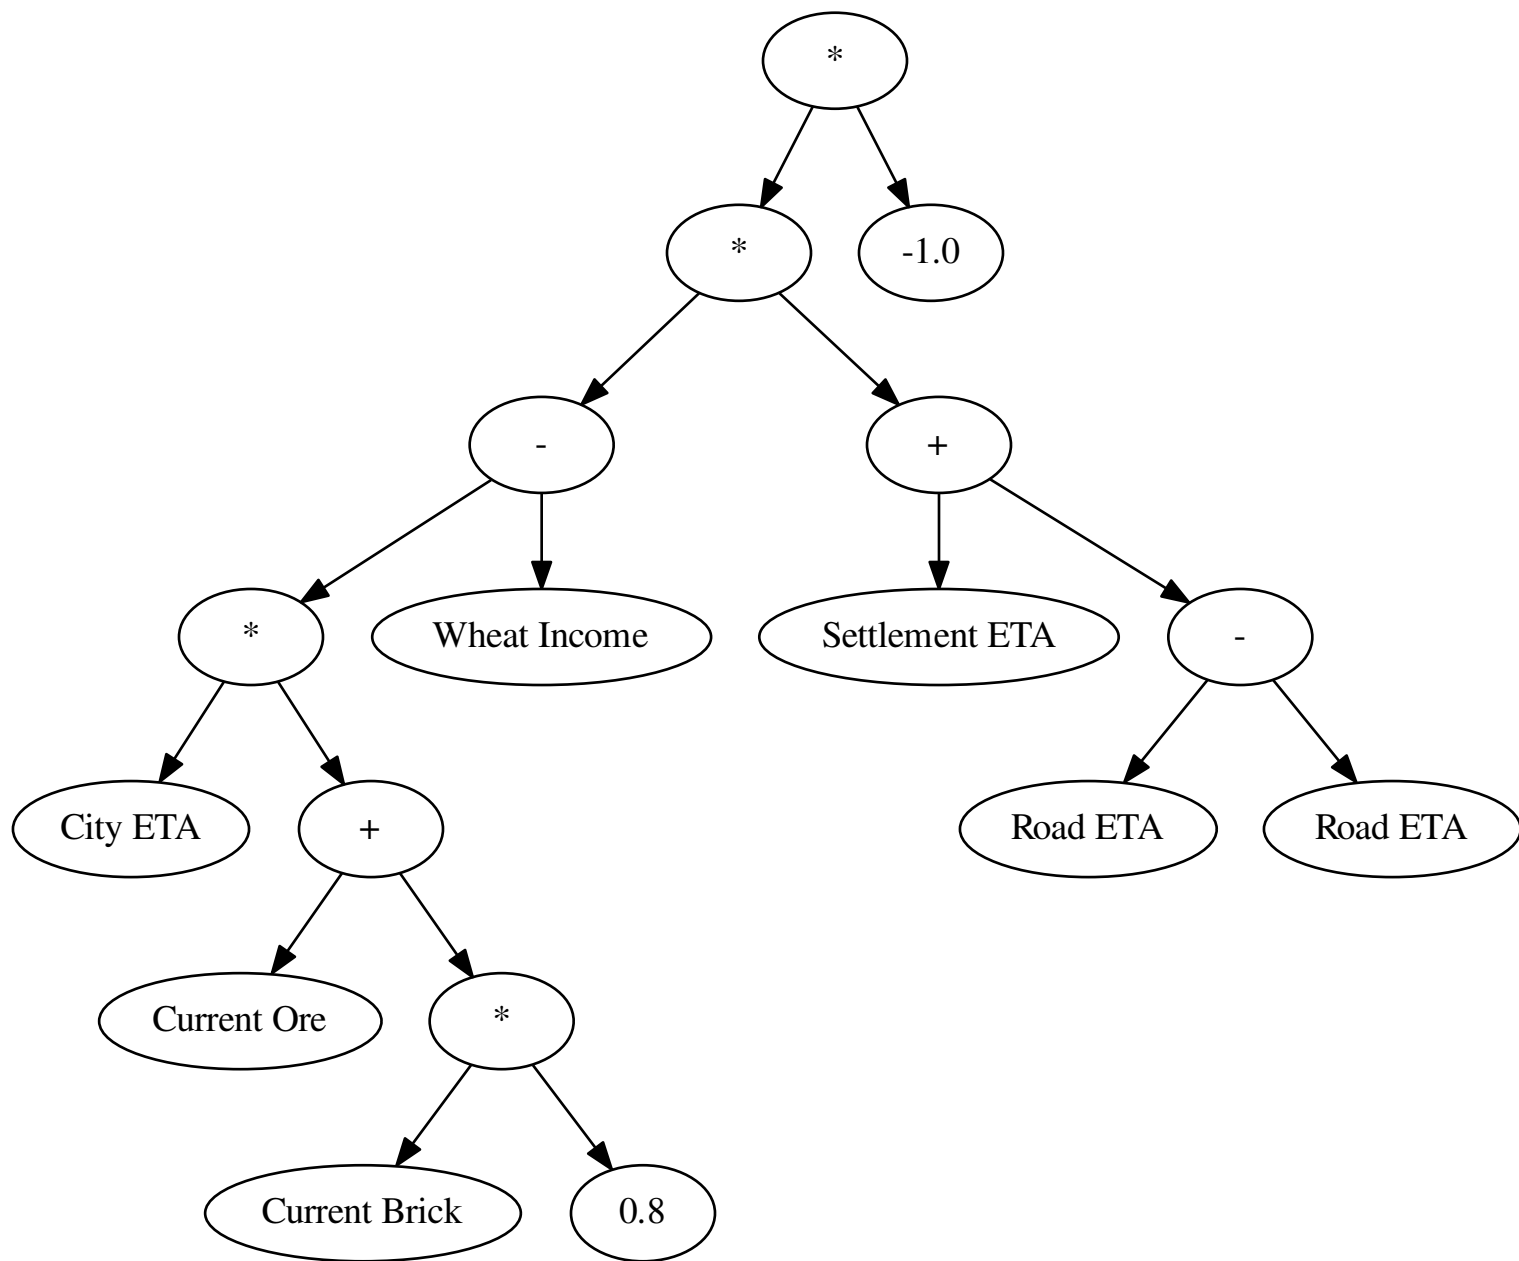 *
*
-1.0
-
+
*
Wheat Income
Settlement ETA
-
City ETA
+
Road ETA
Road ETA
Current Ore
*
Current Brick
0.8